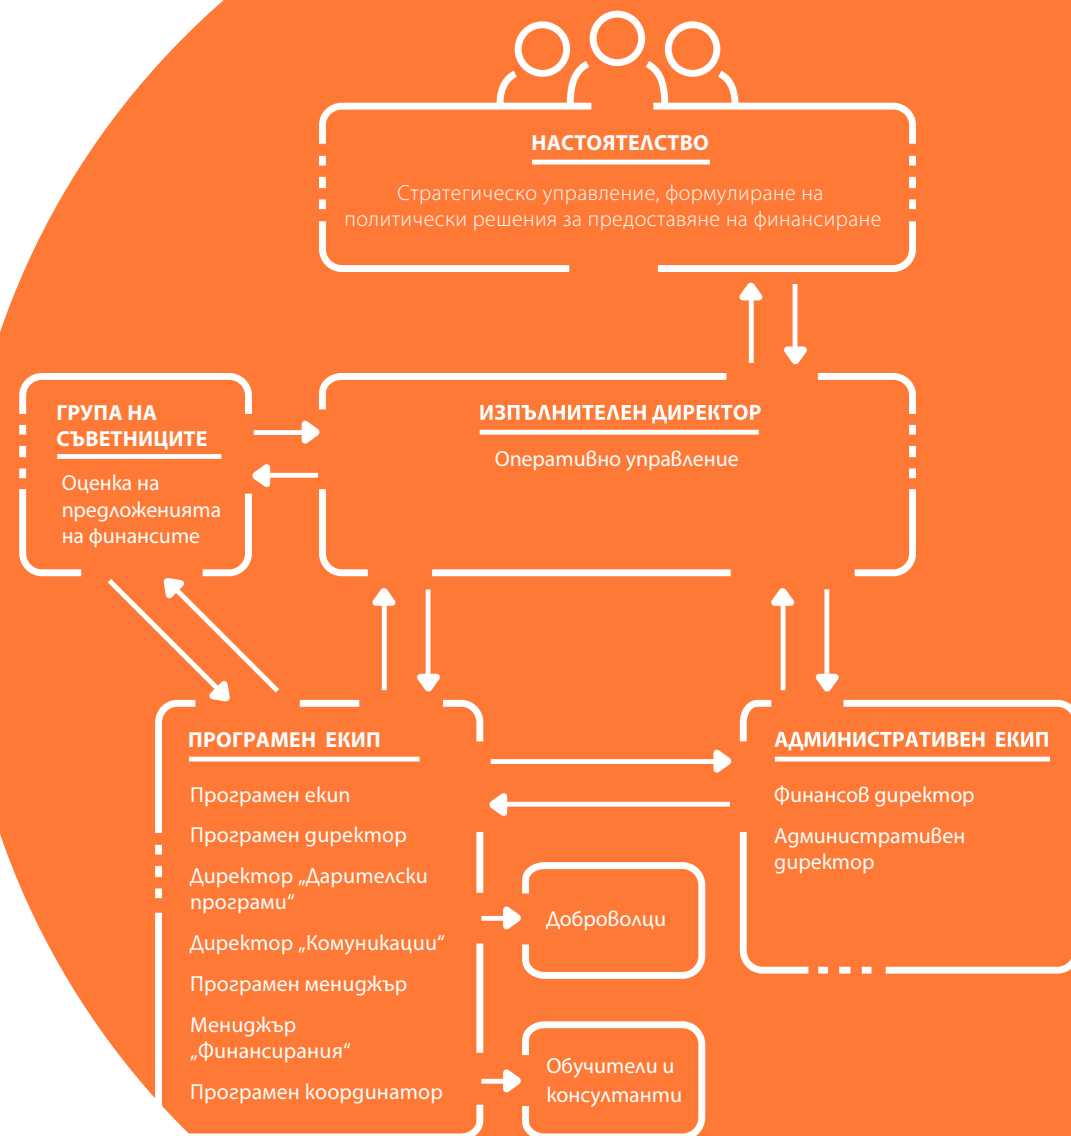 НАСТОЯТЕЛСТВО
Стратегическо управление, формулиране на
политически решения за предоставяне на финансиране
ГРУПА НА
СЪВЕТНИЦИТЕ
Оценка на
предложенията
на финансите
ИЗПЪЛНИТЕЛЕН ДИРЕКТОР
Оперативно управление
ПРОГРАМЕН ЕКИП
Програмен екип
Програмен директор
Директор „Дарителски
програми“
Директор „Комуникации“
Програмен мениджър
Мениджър
„Финансирания“
Програмен координатор
Доброволци
Обучители и
консултанти
АДМИНИСТРАТИВЕН ЕКИП
Финансов директор
Административен
директор